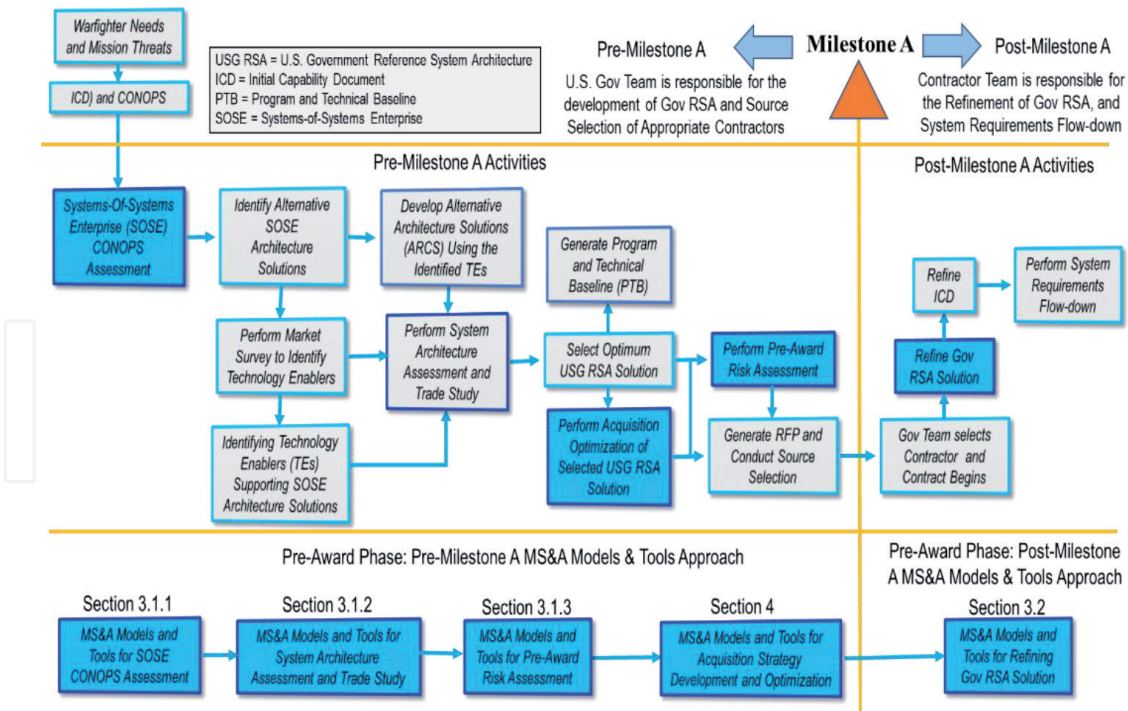 Warfighter Needs
and Mission Threats
ICD) and CONOPS
USG RSA = U.S. Government Reference System Architecture
ICD = Initial Capability Document
PTB = Program and Technical Baseline
SOSE = Systems-of-Systems Enterprise
Pre-Milestone A
U.S. Gov Team is responsible for the
development of Gov RSA and Source
Selection of Appropriate Contractors
Milestone A
Post-Milestone A
Contractor Team is responsible for
the Refinement of Gov RSA, and
System Requirements Flow-down
Pre-Milestone A Activities
Post-Milestone A Activities
Systems-Of-Systems
Enterprise (SOSE)
CONOPS
Assessment
Identify Alternative
SOSE
Architecture
Solutions
Develop Alternative
Architecture Solutions
(ARCS) Using the
Identified TEs
Generate Program
and Technical
Baseline (PTB)
Refine
ICD
Perform System
Requirements
Flow-down
Perform Market
Survey to Identify
Technology Enablers
Perform System
Architecture
Assessment and
Trade Study
Select Optimum
USG RSA Solution
Perform Pre-Award
Risk Assessment
Refine Gov
RSA Solution
Identifying Technology
Enablers (TEs)
Supporting SOSE
Architecture Solutions
Perform Acquisition
Optimization of
Selected USG RSA
Solution
Generate RFP and
Conduct Source
Selection
Gov Team selects
Contractor and
Contract Begins
Pre-Award Phase: Pre-Milestone A MS&A Models & Tools Approach
Pre-Award Phase: Post-Milestone
A MS&A Models & Tools Approach
Section 3.1.1
MS&A Models and
Tools for SOSE
CONOPS Assessment
Section 3.1.2
MS&A Models and Tools for
System Architecture
Assessment and Trade Study
Section 3.1.3
MS&A Models and
Tools for Pre-Award
Risk Assessment
Section 4
MS&A Models and Tools for
Acquisition Strategy
Development and Optimization
Section 3.2
MS&A Models and
Tools for Refining
Gov RSA Solution